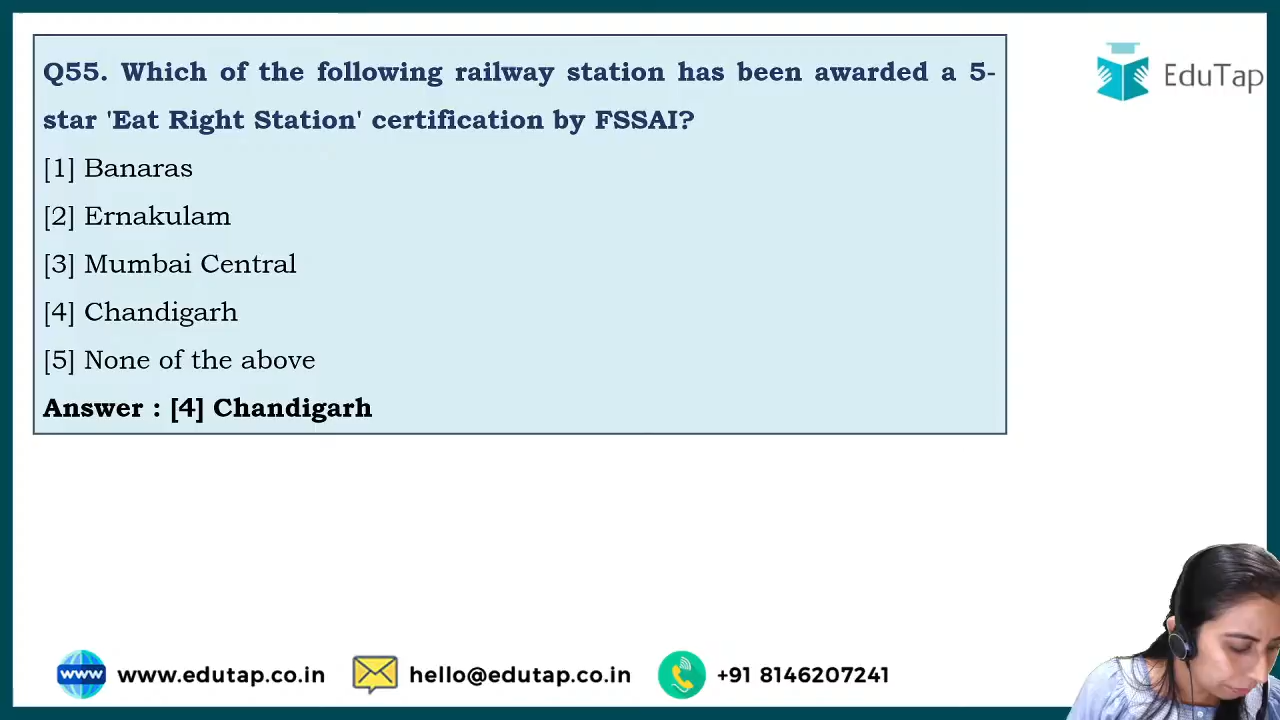 Q55. Which of the following railway station has been awarded a 5-
star 'Eat Right Station' certification by FSSAI?
[1] Banaras
[2] Ernakulam
[3] Mumbai Central
[4] Chandigarh
[5] None of the above
Answer : [4] Chandigarh
EduTap
www www.edutap.co.in hello@edutap.co.in +91 8146207241